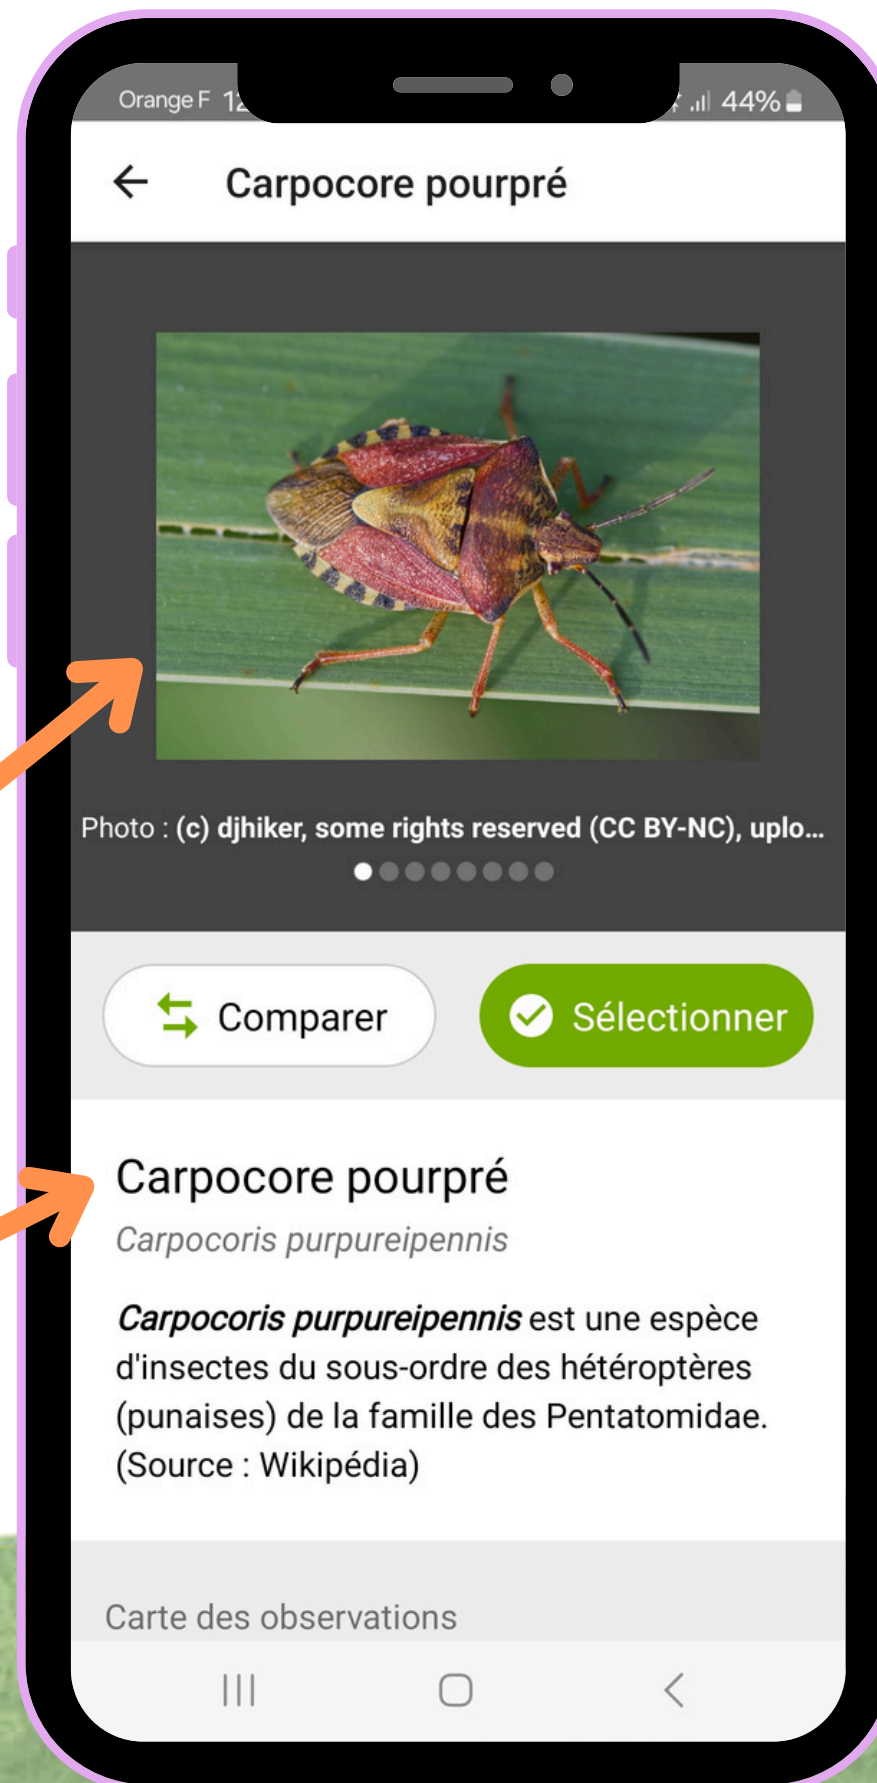 Orange F
44%
Carpocore pourpré
Photo : (c) djhiker, some rights reserved (CC BY-NC), uplo...
Comparer
Sélectionner
Carpocore pourpré
Carpocoris purpureipennis
Carpocoris purpureipennis est une espèce
d'insectes du sous-ordre des hétéroptères
(punaises) de la famille des Pentatomidae.
(Source : Wikipédia)
Carte des observations